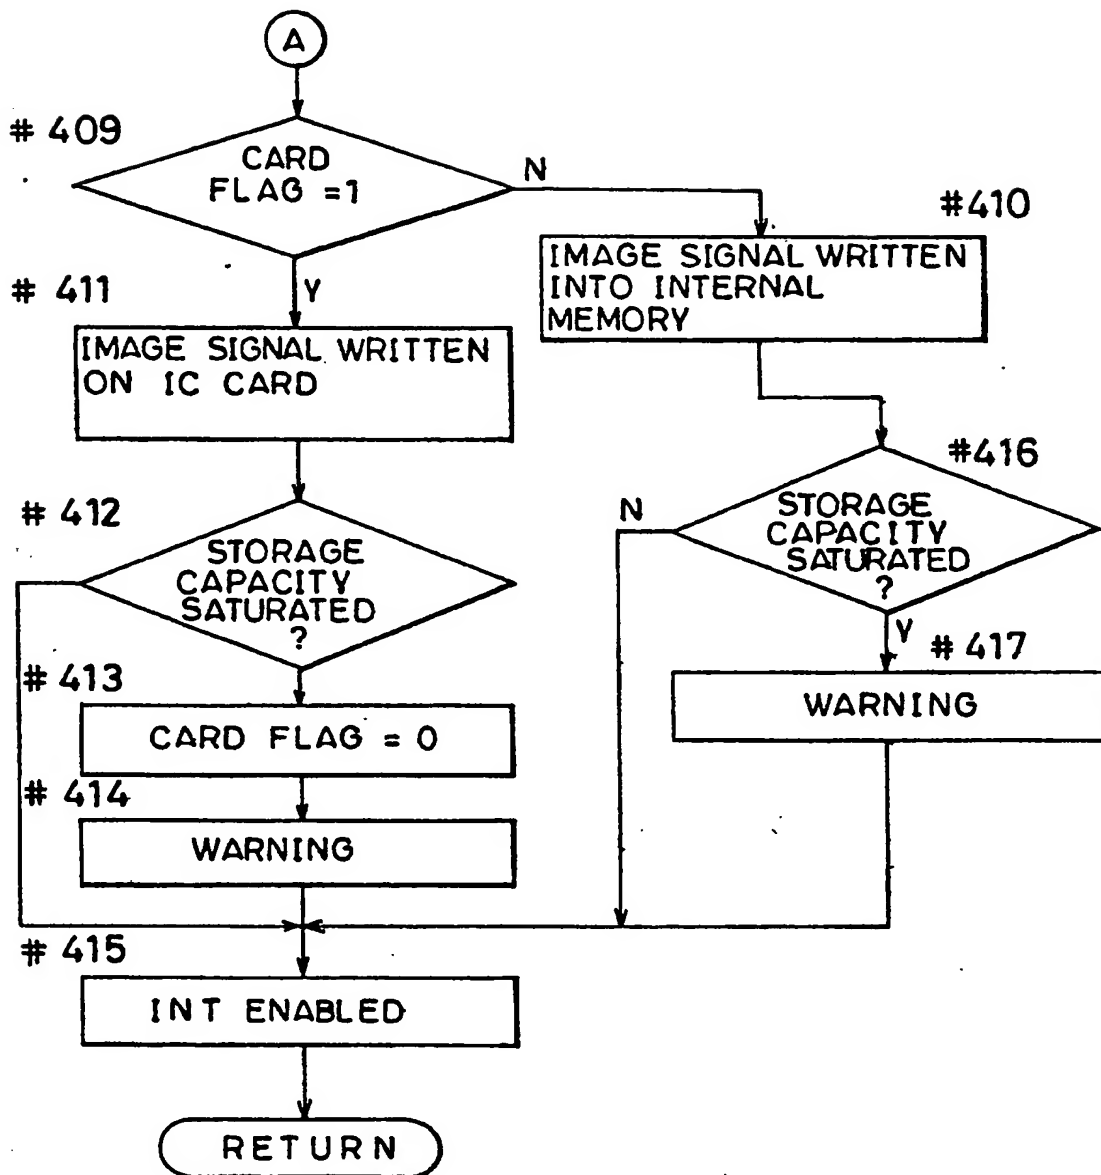 A
# 409
CARD
FLAG =1
N
#410
IMAGE SIGNAL WRITTEN
INTO INTERNAL
MEMORY
# 411
Y
IMAGE SIGNAL WRITTEN
ON IC CARD
#416
STORAGE
CAPACITY
SATURATED
?
N
Y
# 412
STORAGE
CAPACITY
SATURATED
?
# 417
WARNING
# 413
CARD FLAG = 0
# 414
WARNING
# 415
INT ENABLED
RETURN